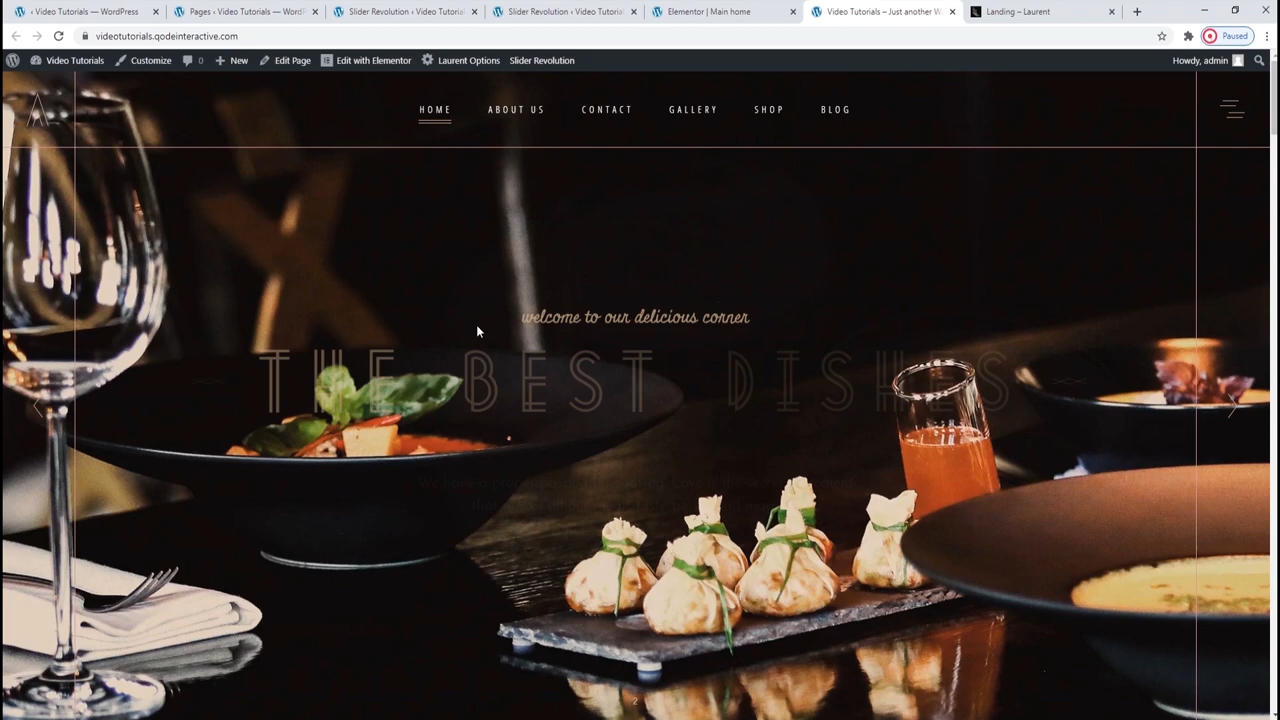 ‹ Video Tutorials — WordPress
Pages ‹ Video Tutorials — WordP
Slider Revolution ‹ Video Tutorial
Slider Revolution ‹ Video Tutorial
Elementor | Main home
Video Tutorials – Just another W
Landing – Laurent
videotutorials.qodeinteractive.com
Paused
Video Tutorials
Customize
0
New
Edit Page
Edit with Elementor
Laurent Options
Slider Revolution
Howdy, admin
HOME
ABOUT US
CONTACT
GALLERY
SHOP
BLOG
welcome to our delicious corner
THE BEST DISHES
2